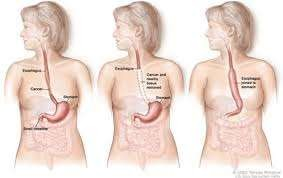 Esophagus
Cancer
Stomach
Small intestine
Esophagus
Cancer and
nearby
tissue
removed
Stomach
Esophagus
joined to
stomach